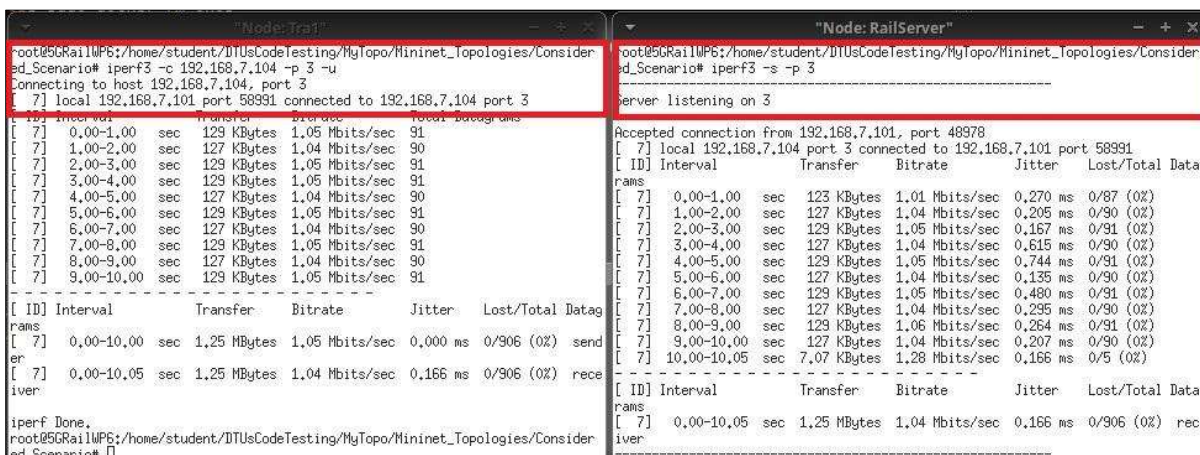 "Node: Tra1"
root@5GRailWP6:/home/student/DTUsCodeTesting/MyTopo/Mininet_Topologies/Consider
ed_Scenario# iperf3 -c 192.168.7.104 -p 3 -u
Connecting to host 192.168.7.104, port 3
[  7] local 192.168.7.101 port 58991 connected to 192.168.7.104 port 3
[ ID] Interval Transfer Bitrate Total Datagrams
[  7] 0.00-1.00 sec 129 KBytes 1.05 Mbits/sec 91
[  7] 1.00-2.00 sec 127 KBytes 1.04 Mbits/sec 90
[  7] 2.00-3.00 sec 129 KBytes 1.05 Mbits/sec 91
[  7] 3.00-4.00 sec 129 KBytes 1.05 Mbits/sec 91
[  7] 4.00-5.00 sec 127 KBytes 1.04 Mbits/sec 90
[  7] 5.00-6.00 sec 129 KBytes 1.05 Mbits/sec 91
[  7] 6.00-7.00 sec 127 KBytes 1.04 Mbits/sec 90
[  7] 7.00-8.00 sec 129 KBytes 1.05 Mbits/sec 91
[  7] 8.00-9.00 sec 127 KBytes 1.04 Mbits/sec 90
[  7] 9.00-10.00 sec 129 KBytes 1.05 Mbits/sec 91
- - - - - - - - - - - - - - - - - - - - - - - - -
[ ID] Interval Transfer Bitrate Jitter Lost/Total Datag
rams
[  7] 0.00-10.00 sec 1.25 MBytes 1.05 Mbits/sec 0.000 ms 0/906 (0%) send
er
[  7] 0.00-10.05 sec 1.25 MBytes 1.04 Mbits/sec 0.166 ms 0/906 (0%) rece
iver
iperf Done.
root@5GRailWP6:/home/student/DTUsCodeTesting/MyTopo/Mininet_Topologies/Consider
ed_Scenario#
"Node: RailServer"
root@5GRailWP6:/home/student/DTUsCodeTesting/MyTopo/Mininet_Topologies/Consider
ed_Scenario# iperf3 -s -p 3
-----------------------------------------------------------
Server listening on 3
Accepted connection from 192.168.7.101, port 48978
[  7] local 192.168.7.104 port 3 connected to 192.168.7.101 port 58991
[ ID] Interval Transfer Bitrate Jitter Lost/Total Data
rams
[  7] 0.00-1.00 sec 123 KBytes 1.01 Mbits/sec 0.270 ms 0/87 (0%)
[  7] 1.00-2.00 sec 127 KBytes 1.04 Mbits/sec 0.205 ms 0/90 (0%)
[  7] 2.00-3.00 sec 129 KBytes 1.05 Mbits/sec 0.167 ms 0/91 (0%)
[  7] 3.00-4.00 sec 127 KBytes 1.04 Mbits/sec 0.615 ms 0/90 (0%)
[  7] 4.00-5.00 sec 129 KBytes 1.05 Mbits/sec 0.744 ms 0/91 (0%)
[  7] 5.00-6.00 sec 127 KBytes 1.04 Mbits/sec 0.135 ms 0/90 (0%)
[  7] 6.00-7.00 sec 129 KBytes 1.05 Mbits/sec 0.480 ms 0/91 (0%)
[  7] 7.00-8.00 sec 127 KBytes 1.04 Mbits/sec 0.295 ms 0/90 (0%)
[  7] 8.00-9.00 sec 129 KBytes 1.06 Mbits/sec 0.264 ms 0/91 (0%)
[  7] 9.00-10.00 sec 127 KBytes 1.04 Mbits/sec 0.207 ms 0/90 (0%)
[  7] 10.00-10.05 sec 7.07 KBytes 1.28 Mbits/sec 0.166 ms 0/5 (0%)
- - - - - - - - - - - - - - - - - - - - - - - - -
[ ID] Interval Transfer Bitrate Jitter Lost/Total Data
rams
[  7] 0.00-10.05 sec 1.25 MBytes 1.04 Mbits/sec 0.166 ms 0/906 (0%) rec
iver
-----------------------------------------------------------